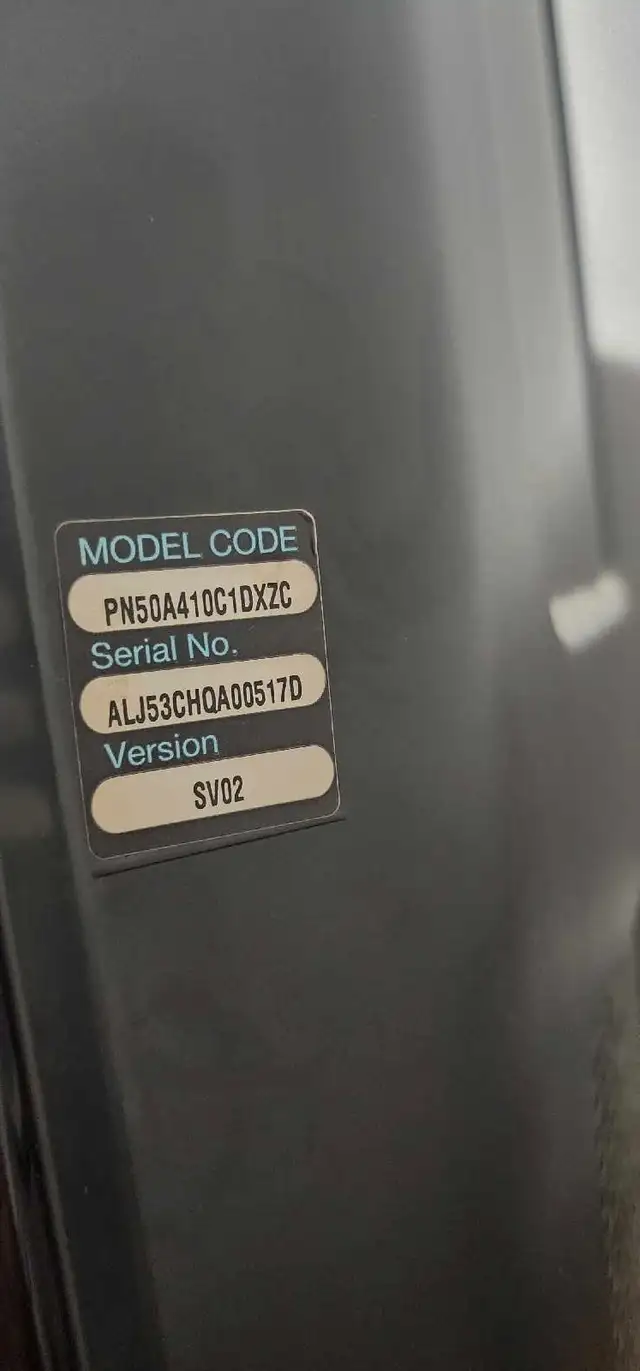 MODEL CODE
PN50A410C1DXZC
Serial No.
ALJ53CHQA00517D
Version
SV02